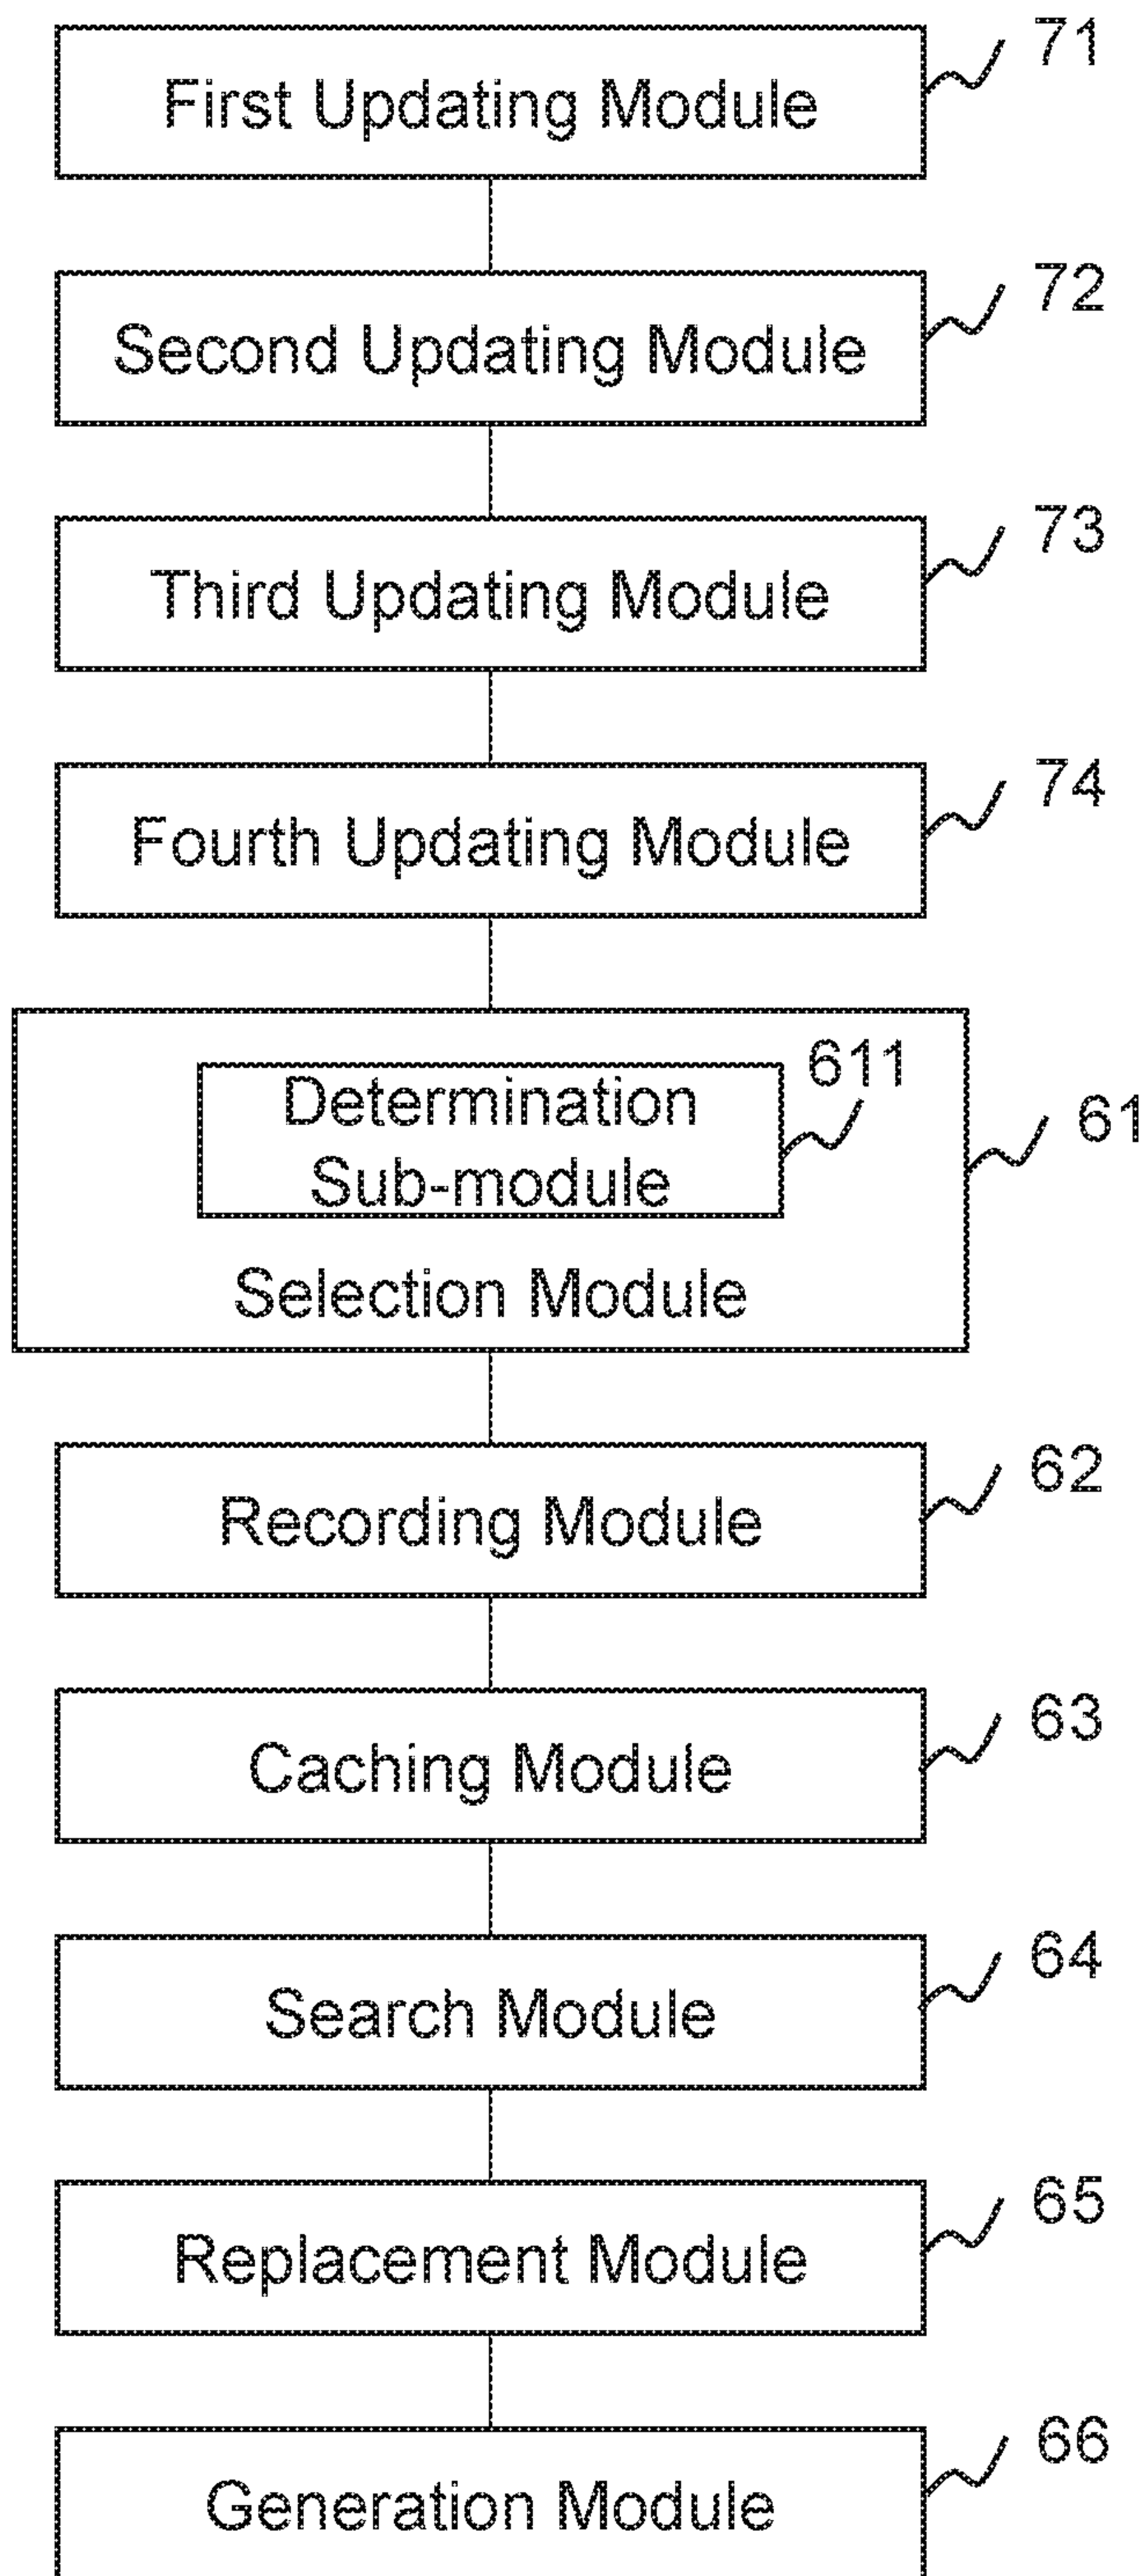 71
First Updating Module
72
Second Updating Module
73
Third Updating Module
74
Fourth Updating Module
611
Determination
Sub-module
61
Selection Module
62
Recording Module
63
Caching Module
64
Search Module
65
Replacement Module
66
Generation Module